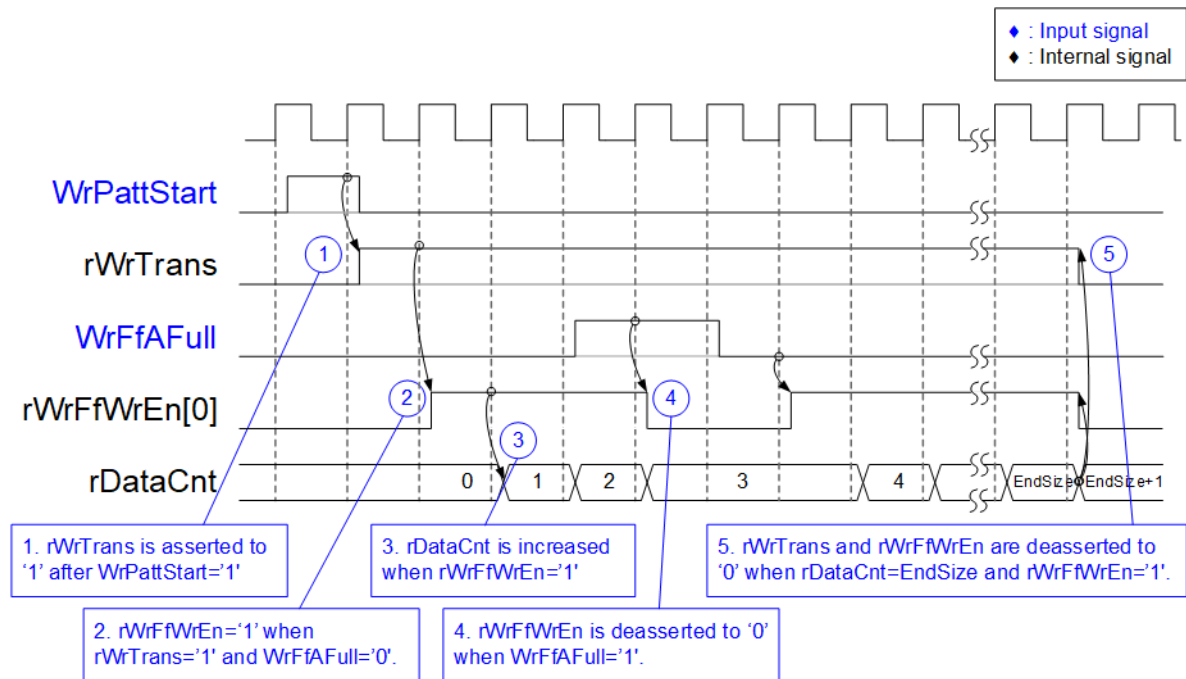 ♦ : Input signal
♦ : Internal signal
WrPattStart
rWrTrans
1
5
WrFfAFull
rWrFfWrEn[0]
2
4
3
rDataCnt
0
1
2
3
4
EndSize
EndSize+1
1. rWrTrans is asserted to
‘1’ after WrPattStart=’1’
3. rDataCnt is increased
when rWrFfWrEn=’1’
5. rWrTrans and rWrFfWrEn are deasserted to
‘0’ when rDataCnt=EndSize and rWrFfWrEn=’1’.
2. rWrFfWrEn=‘1’ when
rWrTrans=’1’ and WrFfAFull=’0’.
4. rWrFfWrEn is deasserted to ‘0’
when WrFfAFull=’1’.